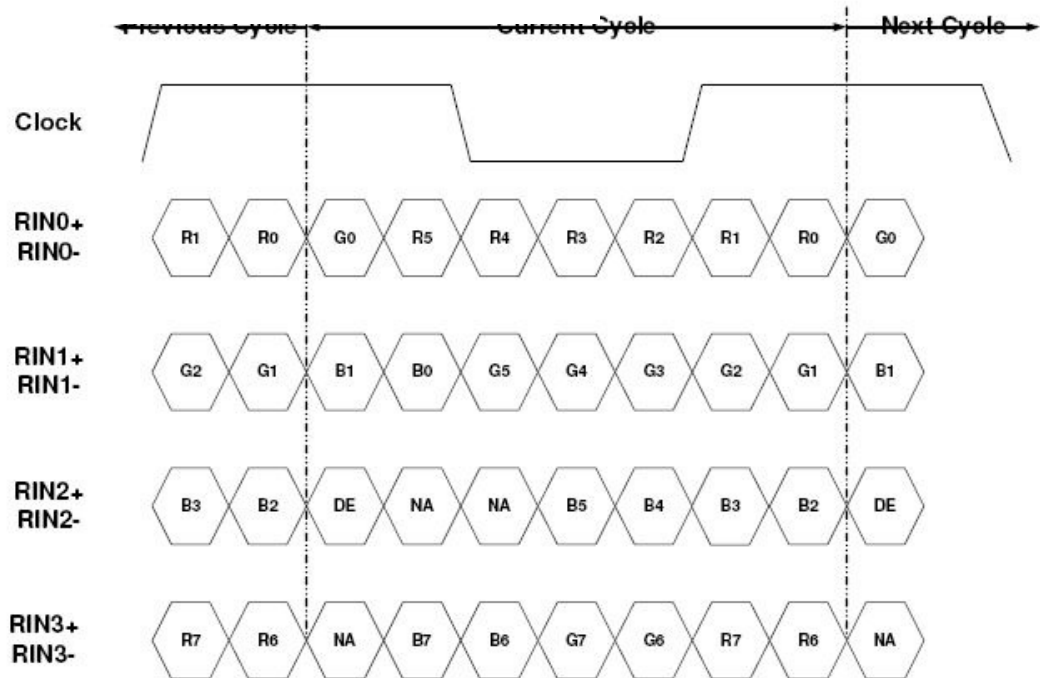 Previous Cycle Current Cycle Next Cycle
Clock
RIN0+
RIN0-
R1 R0 G0 R5 R4 R3 R2 R1 R0 G0
RIN1+
RIN1-
G2 G1 B1 B0 G5 G4 G3 G2 G1 B1
RIN2+
RIN2-
B3 B2 DE NA NA B5 B4 B3 B2 DE
RIN3+
RIN3-
R7 R6 NA B7 B6 G7 G6 R7 R6 NA